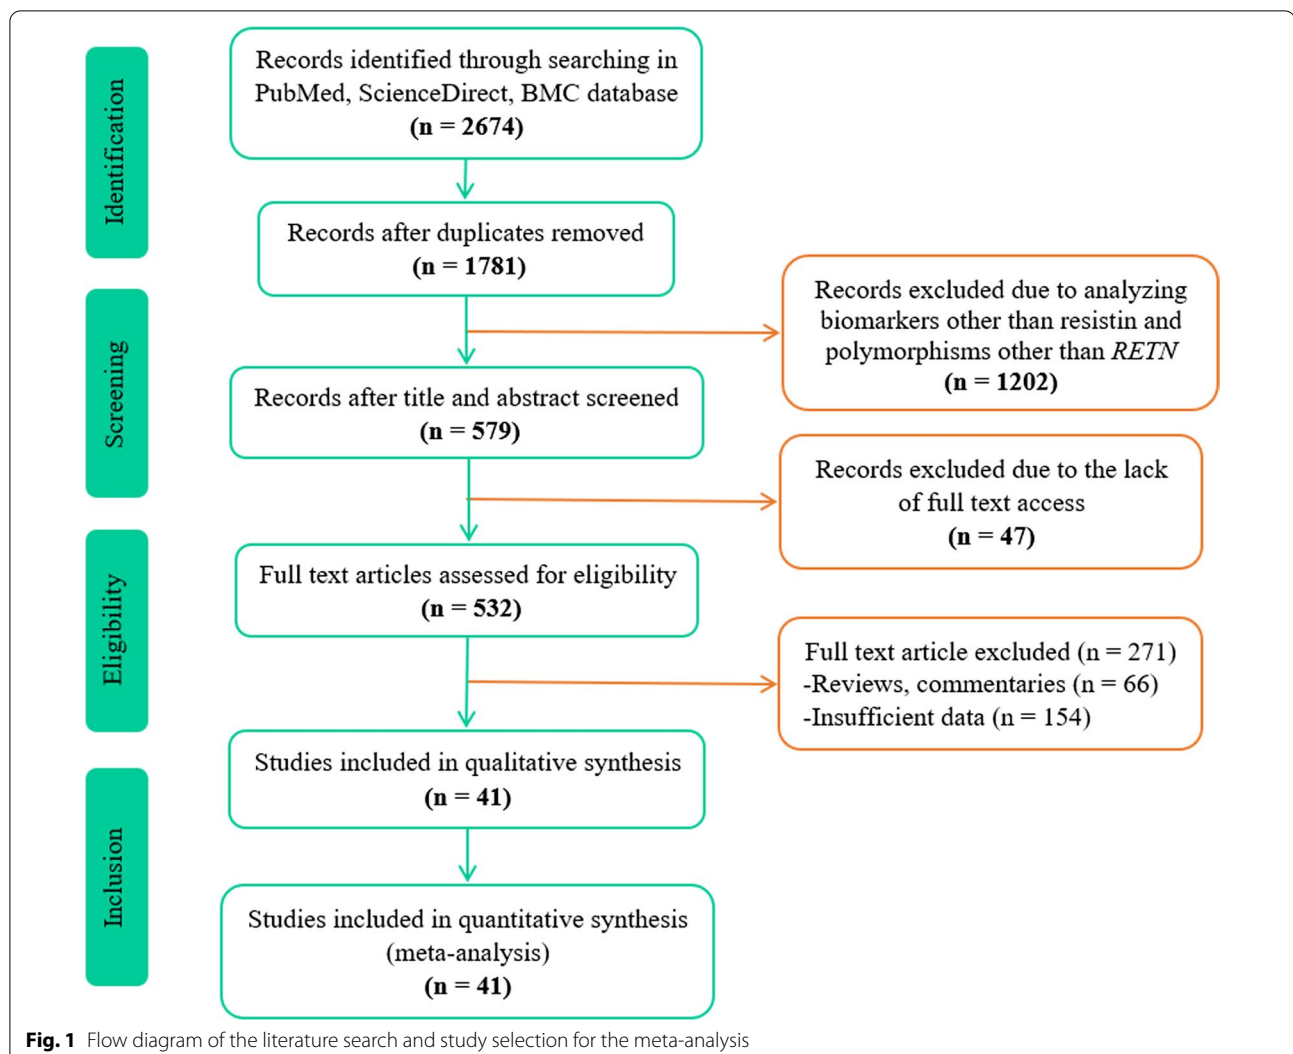 Identification
Records identified through searching in
PubMed, ScienceDirect, BMC database
(n = 2674)
Records after duplicates removed
(n = 1781)
Screening
Records excluded due to analyzing
biomarkers other than resistin and
polymorphisms other than RETN
(n = 1202)
Records after title and abstract screened
(n = 579)
Records excluded due to the lack
of full text access
(n = 47)
Eligibility
Full text articles assessed for eligibility
(n = 532)
Full text article excluded (n = 271)
-Reviews, commentaries (n = 66)
-Insufficient data (n = 154)
Studies included in qualitative synthesis
(n = 41)
Inclusion
Studies included in quantitative synthesis
(meta-analysis)
(n = 41)
Fig. 1 Flow diagram of the literature search and study selection for the meta-analysis